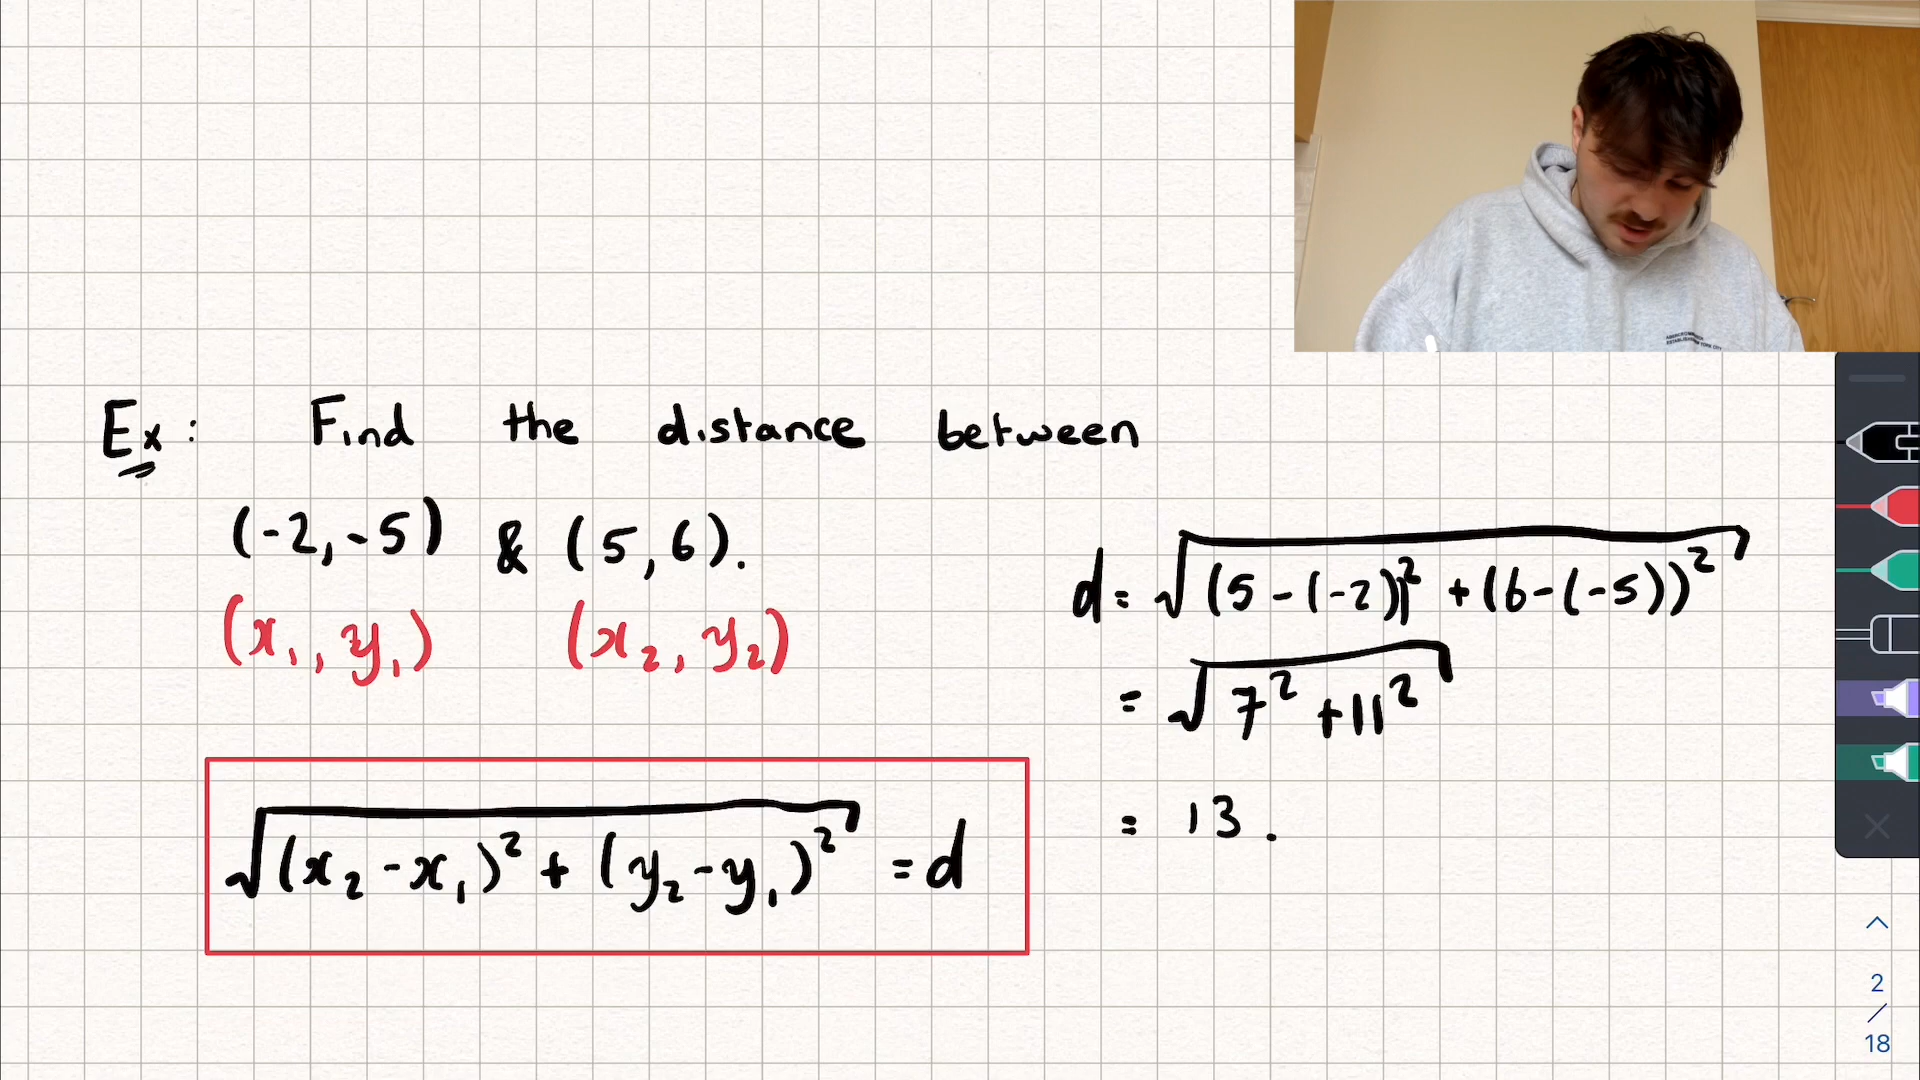 Ex: Find the distance between
(-2,-5) & (5,6).
(x₁, y₁) (x₂, y₂)
√((x₂-x₁)²+(y₂-y₁)²) = d
d = √((5-(-2))²+(6-(-5))²)
= √(7²+11²)
= 13.
2
/
18